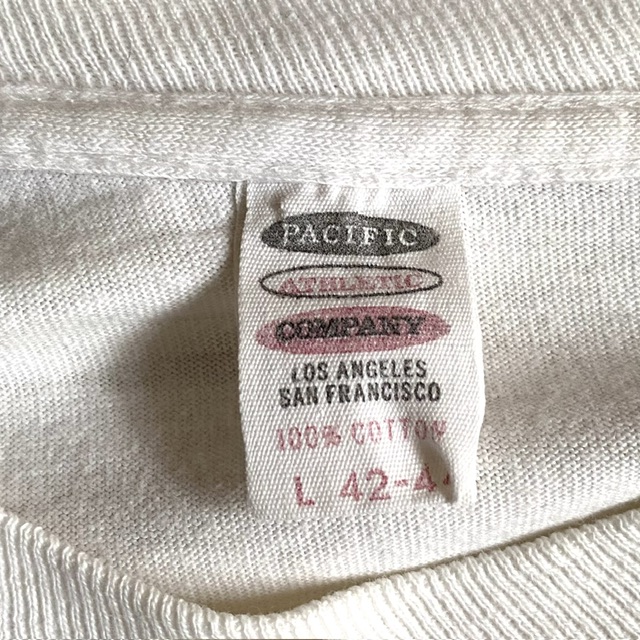 PACIFIC
ATHLETIC
COMPANY
LOS ANGELES
SAN FRANCISCO
100% COTTON
L 42-44